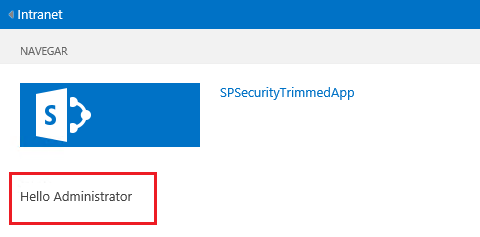 Intranet
NAVEGAR
S
SPSecurityTrimmedApp
Hello Administrator